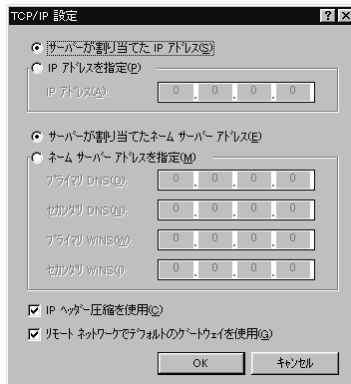 TCP/IP 設定
サーバーが割り当てた IP アドレス(S)
IP アドレスを指定(P)
IP アドレス(A):
0 . 0 . 0 . 0
サーバーが割り当てたネーム サーバー アドレス(E)
ネーム サーバー アドレスを指定(M)
プライマリ DNS(D):
0 . 0 . 0 . 0
セカンダリ DNS(N):
0 . 0 . 0 . 0
プライマリ WINS(W):
0 . 0 . 0 . 0
セカンダリ WINS(I):
0 . 0 . 0 . 0
IP ヘッダー圧縮を使用(C)
リモート ネットワークでデフォルトのゲートウェイを使用(G)
OK
キャンセル